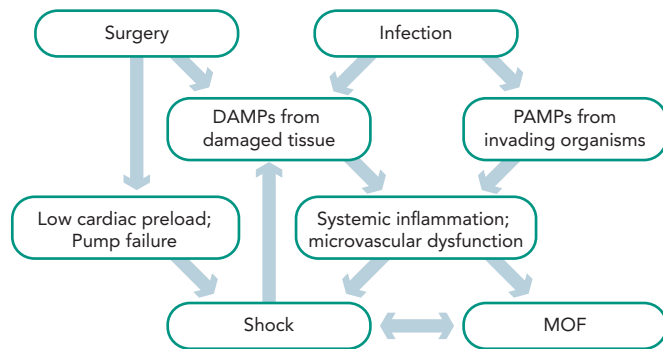 Surgery
Infection
DAMPs from
damaged tissue
PAMPs from
invading organisms
Low cardiac preload;
Pump failure
Systemic inflammation;
microvascular dysfunction
Shock
MOF